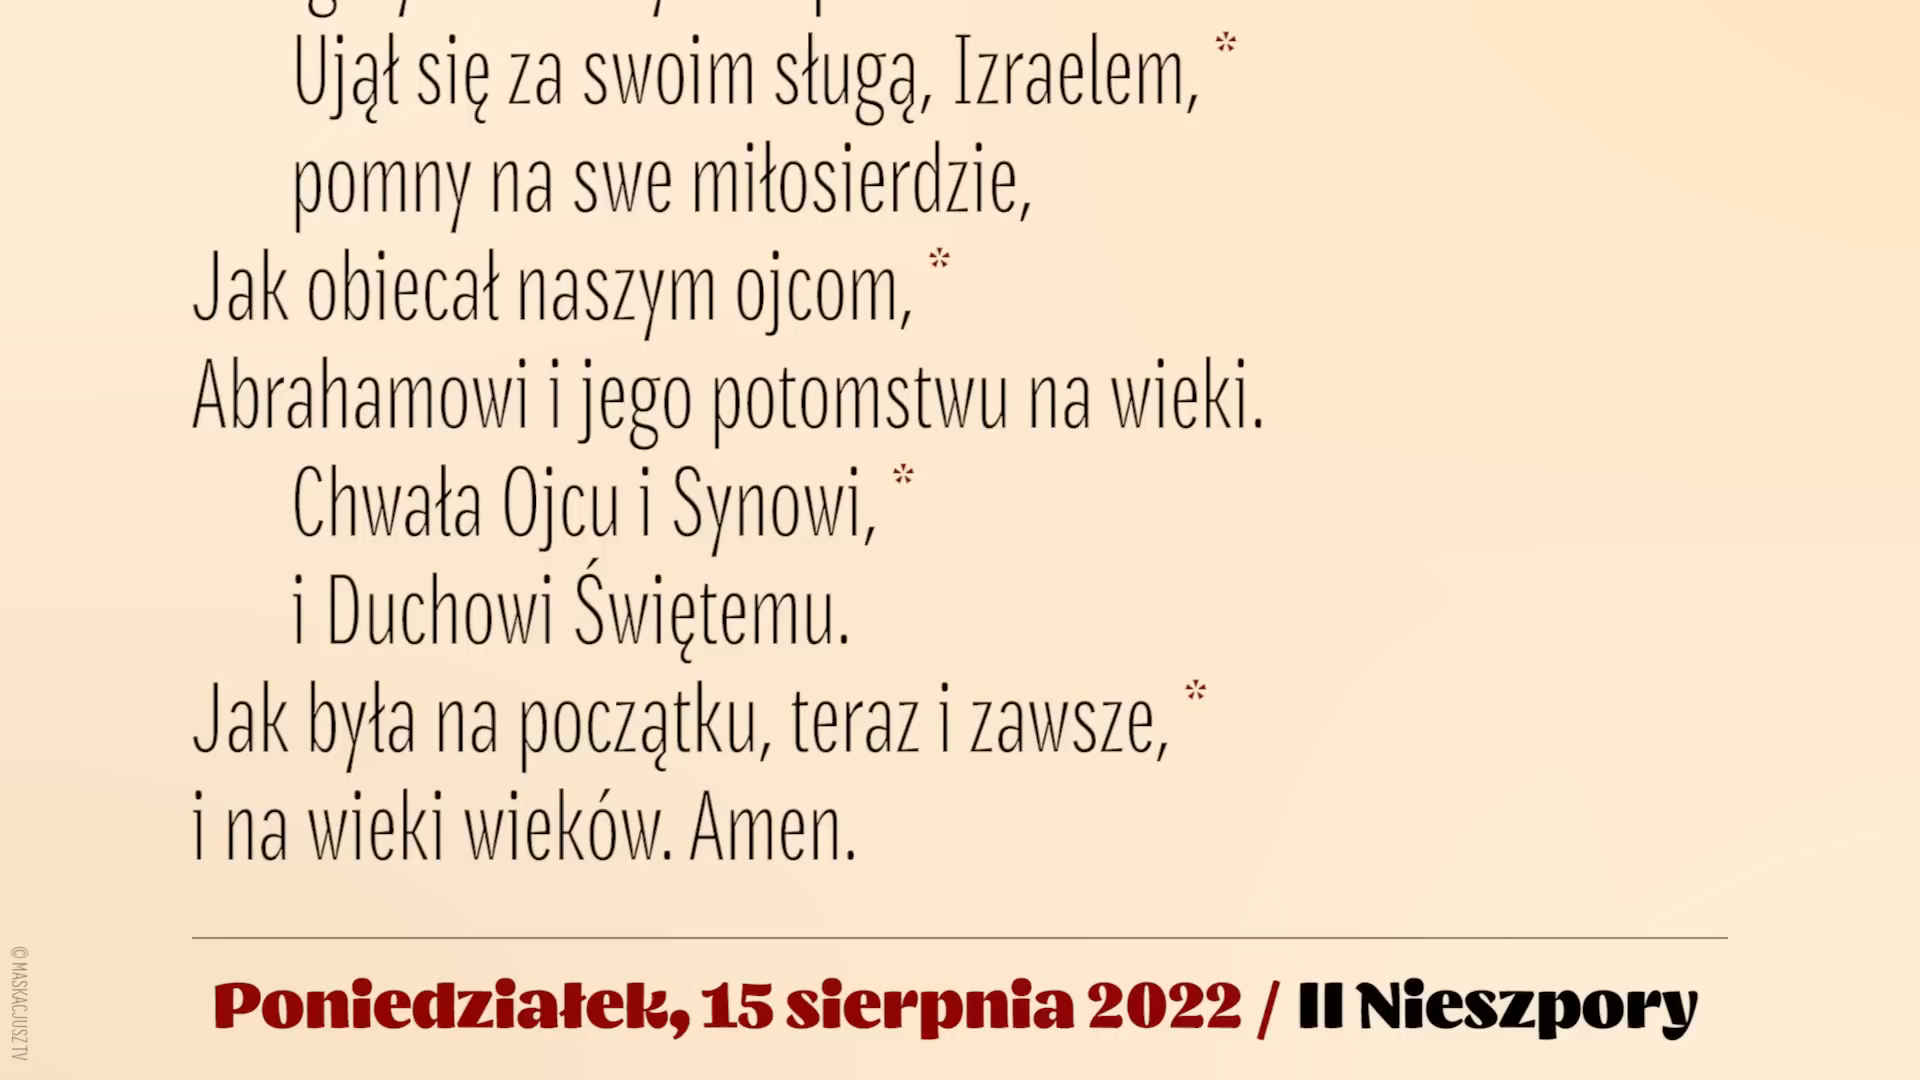 Ujął się za swoim sługą, Izraelem, *
pomny na swe miłosierdzie,
Jak obiecał naszym ojcom, *
Abrahamowi i jego potomstwu na wieki.
Chwała Ojcu i Synowi, *
i Duchowi Świętemu.
Jak była na początku, teraz i zawsze, *
i na wieki wieków. Amen.
Poniedziałek, 15 sierpnia 2022 / II Nieszpory
© MASKACJUSZ TV